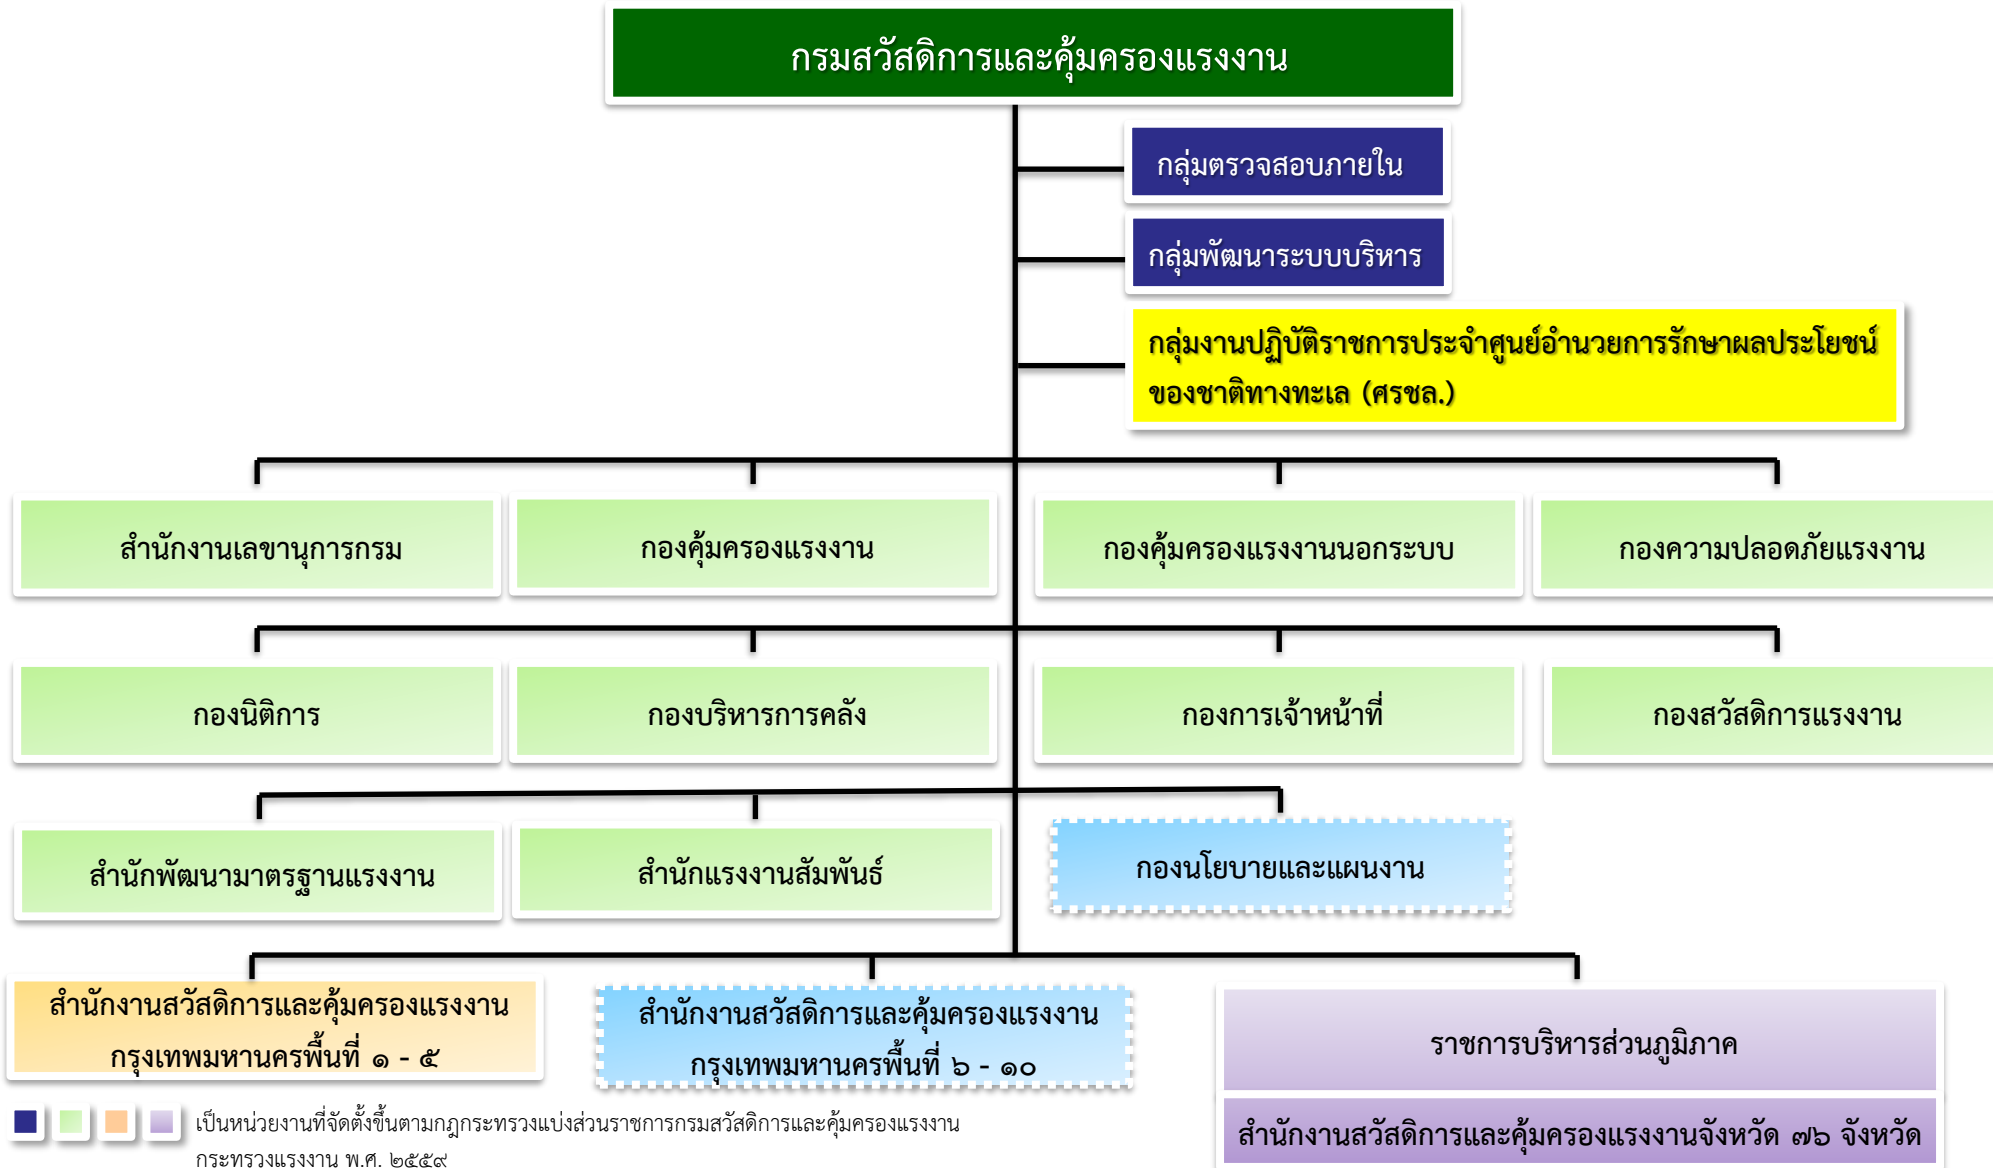 กรมสวัสดิการและคุ้มครองแรงงาน
กลุ่มตรวจสอบภายใน
กลุ่มพัฒนาระบบบริหาร
กลุ่มงานปฏิบัติราชการประจำศูนย์อำนวยการรักษาผลประโยชน์
ของชาติทางทะเล (ศรชล.)
สำนักงานเลขานุการกรม
กองคุ้มครองแรงงาน
กองคุ้มครองแรงงานนอกระบบ
กองความปลอดภัยแรงงาน
กองนิติการ
กองบริหารการคลัง
กองการเจ้าหน้าที่
กองสวัสดิการแรงงาน
สำนักพัฒนามาตรฐานแรงงาน
สำนักแรงงานสัมพันธ์
กองนโยบายและแผนงาน
สำนักงานสวัสดิการและคุ้มครองแรงงาน
กรุงเทพมหานครพื้นที่ ๑ - ๕
สำนักงานสวัสดิการและคุ้มครองแรงงาน
กรุงเทพมหานครพื้นที่ ๖ - ๑๐
ราชการบริหารส่วนภูมิภาค
สำนักงานสวัสดิการและคุ้มครองแรงงานจังหวัด ๗๖ จังหวัด
เป็นหน่วยงานที่จัดตั้งขึ้นตามกฎกระทรวงแบ่งส่วนราชการกรมสวัสดิการและคุ้มครองแรงงาน
กระทรวงแรงงาน พ.ศ. ๒๕๕๙